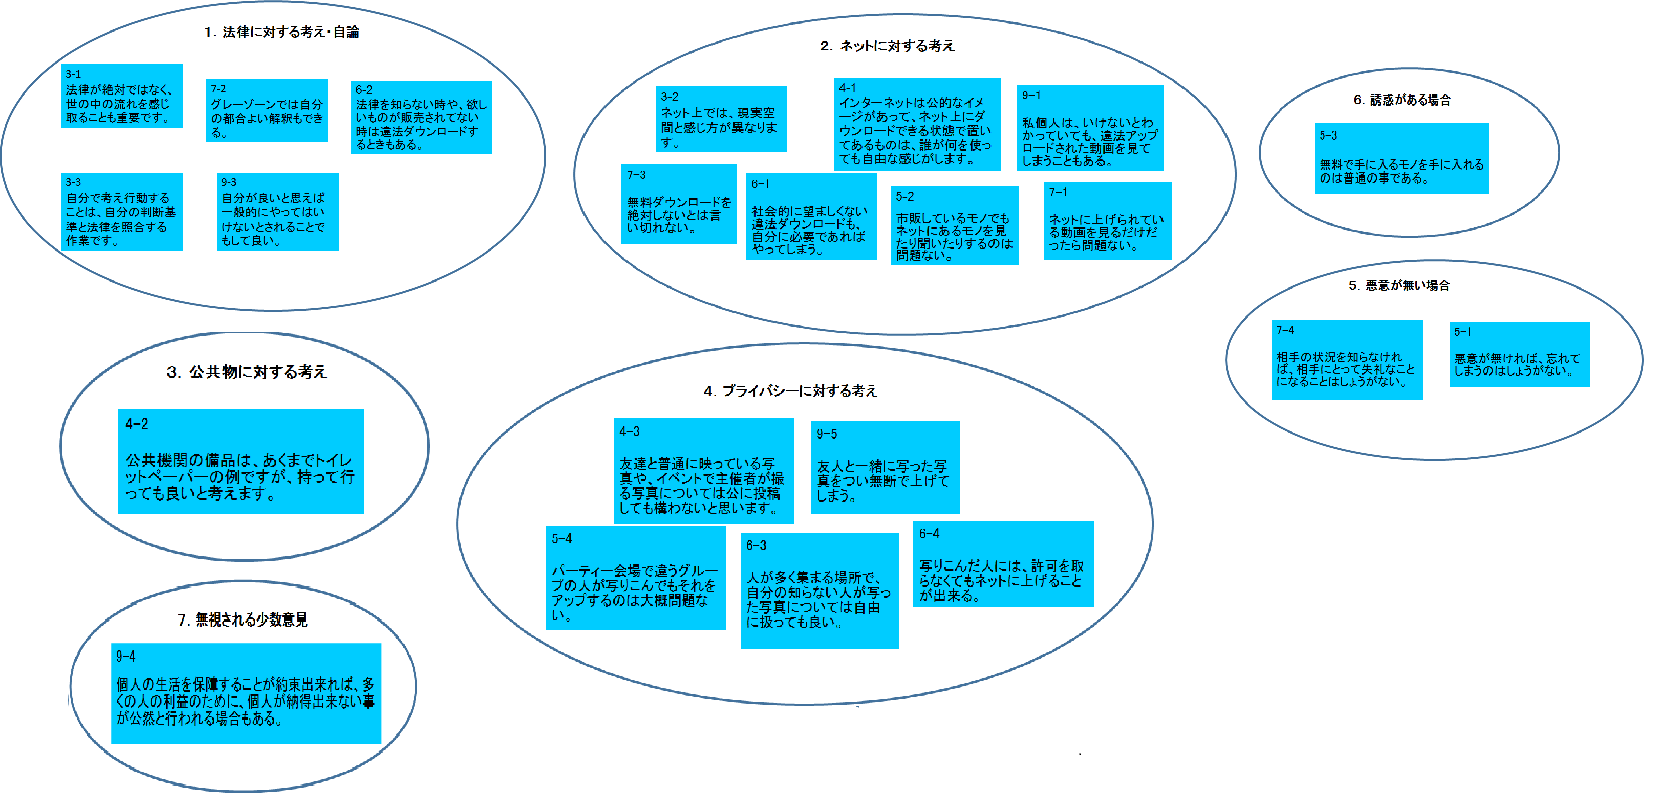 1．法律に対する考え・自論
3-1
法律が絶対ではなく、
世の中の流れを感じ
取ることも重要です。
7-2
グレーゾーンでは自分
の都合よい解釈もでき
る。
6-2
法律を知らない時や、欲し
いものが販売されてない
時は違法ダウンロードす
るときもある。
3-3
自分で考え行動する
ことは、自分の判断基
準と法律を照合する
作業です。
9-3
自分が良いと思えば
一般的にやってはい
けないとされることで
もして良い。
2．ネットに対する考え
3-2
ネット上では、現実空
間と感じ方が異なりま
す。
4-1
インターネットは公的なイメ
ージがあって、ネット上にダ
ウンロードできる状態で置い
てあるものは、誰が何を使っ
ても自由な感じがします。
9-1
私個人は、いけないとわ
かっていても、違法アップ
ロードされた動画を見て
しまうこともある。
7-3
無料ダウンロードを
絶対しないとは言
い切れない。
6-1
社会的に望ましくない
違法ダウンロードも、
自分に必要であれば
やってしまう。
5-2
市販しているモノでも
ネットにあるモノを見
たり聞いたりするのは
問題ない。
7-1
ネットに上げられてい
る動画を見るだけだ
ったら問題ない。
6．誘惑がある場合
5-3
無料で手に入るモノを手に入れる
のは普通の事である。
5．悪意が無い場合
7-4
相手の状況を知らなけれ
ば、相手にとって失礼なこと
になることはしょうがない。
5-1
悪意が無ければ、忘れて
しまうのはしょうがない。
3．公共物に対する考え
4-2
公共機関の備品は、あくまでトイレ
ットペーパーの例ですが、持って行
っても良いと考えます。
4．プライバシーに対する考え
4-3
友達と普通に映っている写
真や、イベントで主催者が撮
る写真については公に投稿
しても構わないと思います。
9-5
友人と一緒に写った写
真をつい無断で上げて
しまう。
5-4
パーティー会場で違うグルー
プの人が写りこんでもそれを
アップするのは大概問題な
い。
6-3
人が多く集まる場所で、
自分の知らない人が写っ
た写真については自由
に扱っても良い。
6-4
写りこんだ人には、許可を取
らなくてもネットに上げること
が出来る。
7．無視される少数意見
9-4
個人の生活を保障することが約束出来れば、多
くの人の利益のために、個人が納得出来ない事
が公然と行われる場合もある。